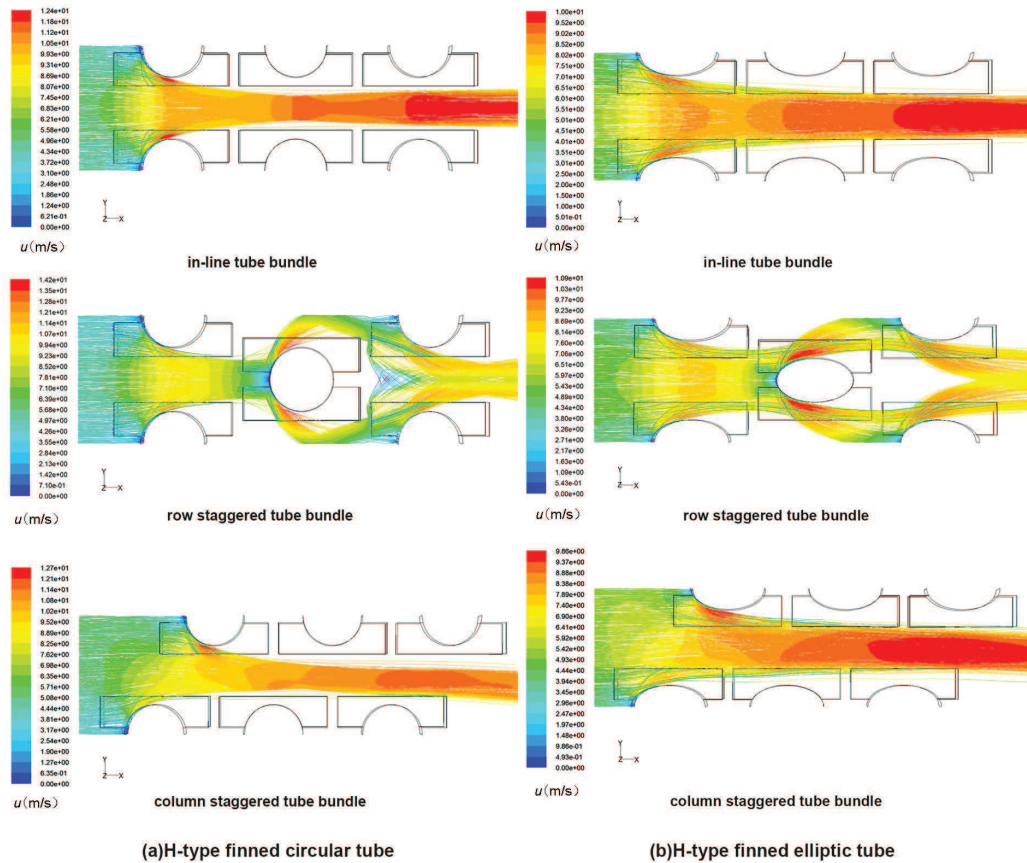 1.24e+01
1.18e+01
1.12e+01
1.05e+01
9.93e+00
9.31e+00
8.69e+00
8.07e+00
7.45e+00
6.83e+00
6.21e+00
5.58e+00
4.96e+00
4.34e+00
3.72e+00
3.10e+00
2.48e+00
1.86e+00
1.24e+00
6.21e-01
0.00e+00
Y
Z X
u(m/s)
in-line tube bundle
1.00e+01
9.52e+00
9.02e+00
8.52e+00
8.02e+00
7.51e+00
7.01e+00
6.51e+00
6.01e+00
5.51e+00
5.01e+00
4.51e+00
4.01e+00
3.51e+00
3.01e+00
2.50e+00
2.00e+00
1.50e+00
1.00e+00
5.01e-01
0.00e+00
Y
Z X
u(m/s)
in-line tube bundle
1.42e+01
1.35e+01
1.28e+01
1.21e+01
1.14e+01
1.07e+01
9.94e+00
9.23e+00
8.52e+00
7.81e+00
7.10e+00
6.39e+00
5.68e+00
4.97e+00
4.26e+00
3.55e+00
2.84e+00
2.13e+00
1.42e+00
7.10e-01
0.00e+00
Y
Z X
u(m/s)
row staggered tube bundle
1.09e+01
1.03e+01
9.77e+00
9.23e+00
8.69e+00
8.14e+00
7.60e+00
7.06e+00
6.51e+00
5.97e+00
5.43e+00
4.89e+00
4.34e+00
3.80e+00
3.26e+00
2.71e+00
2.17e+00
1.63e+00
1.09e+00
5.43e-01
0.00e+00
Y
Z X
u(m/s)
row staggered tube bundle
1.27e+01
1.21e+01
1.14e+01
1.08e+01
1.02e+01
9.52e+00
8.89e+00
8.25e+00
7.62e+00
6.98e+00
6.35e+00
5.71e+00
5.08e+00
4.44e+00
3.81e+00
3.17e+00
2.54e+00
1.90e+00
1.27e+00
6.35e-01
0.00e+00
Y
Z X
u(m/s)
column staggered tube bundle
9.86e+00
9.37e+00
8.88e+00
8.38e+00
7.89e+00
7.40e+00
6.90e+00
6.41e+00
5.92e+00
5.42e+00
4.93e+00
4.44e+00
3.94e+00
3.45e+00
2.96e+00
2.47e+00
1.97e+00
1.48e+00
9.86e-01
4.93e-01
0.00e+00
Y
Z X
u(m/s)
column staggered tube bundle
(a)H-type finned circular tube
(b)H-type finned elliptic tube